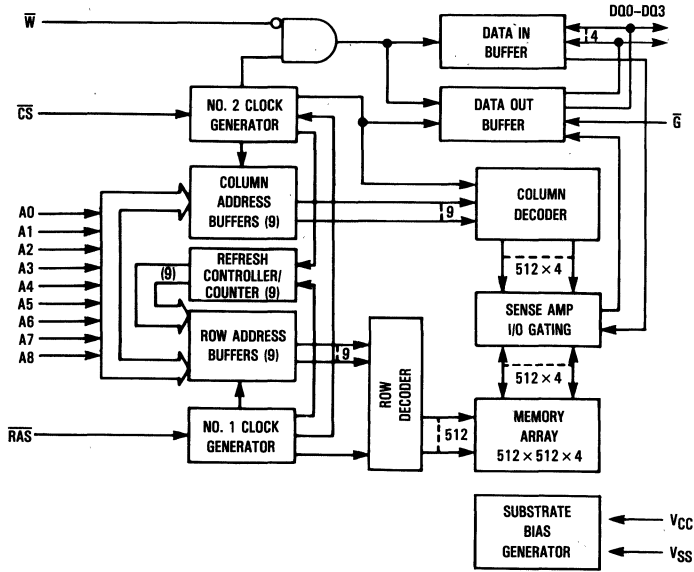 W̅
DATA IN
BUFFER
DQ0–DQ3
4
C̅S̅
NO. 2 CLOCK
GENERATOR
DATA OUT
BUFFER
G̅
COLUMN
ADDRESS
BUFFERS (9)
9
COLUMN
DECODER
A0
A1
A2
A3
A4
A5
A6
A7
A8
(9)
REFRESH
CONTROLLER/
COUNTER (9)
512 × 4
SENSE AMP
I/O GATING
ROW ADDRESS
BUFFERS (9)
9
ROW
DECODER
512 × 4
R̅A̅S̅
NO. 1 CLOCK
GENERATOR
512
MEMORY
ARRAY
512 × 512 × 4
SUBSTRATE
BIAS
GENERATOR
VCC
VSS